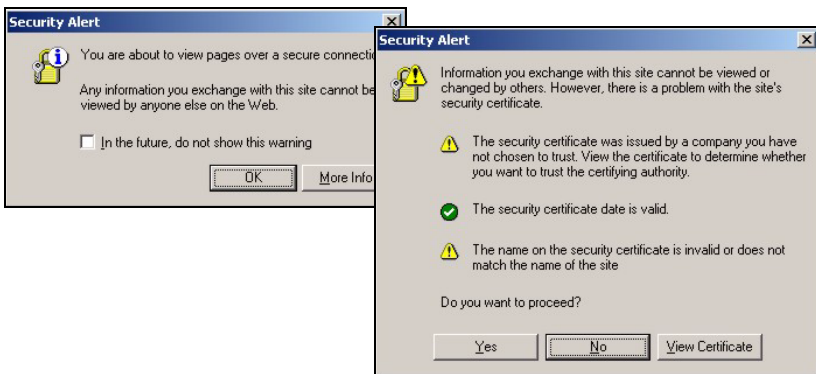 Security Alert
You are about to view pages over a secure connectio
Any information you exchange with this site cannot be
viewed by anyone else on the Web.
In the future, do not show this warning
OK
More Info
Security Alert
Information you exchange with this site cannot be viewed or
changed by others. However, there is a problem with the site's
security certificate.
The security certificate was issued by a company you have
not chosen to trust. View the certificate to determine whether
you want to trust the certifying authority.
The security certificate date is valid.
The name on the security certificate is invalid or does not
match the name of the site
Do you want to proceed?
Yes
No
View Certificate